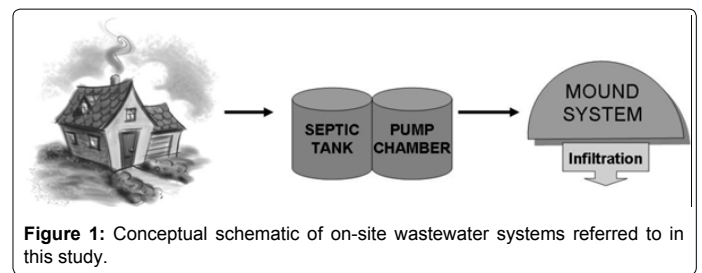 SEPTIC
TANK
PUMP
CHAMBER
MOUND
SYSTEM
Infiltration
Figure 1: Conceptual schematic of on-site wastewater systems referred to in
this study.